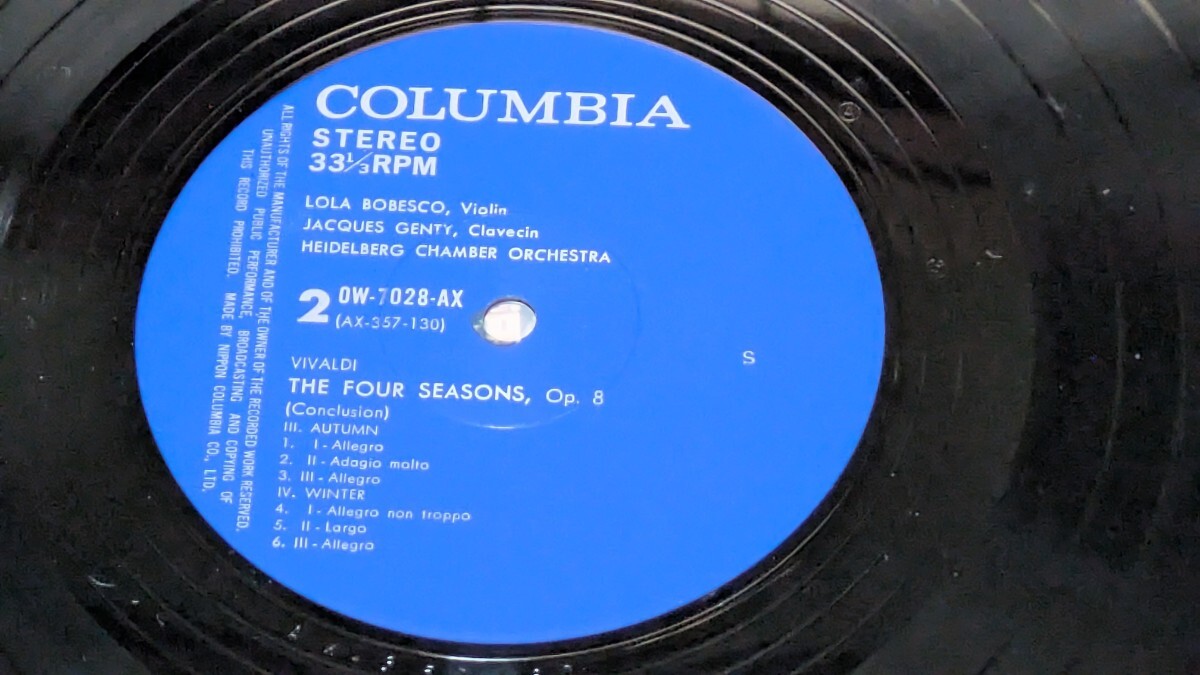 COLUMBIA
STEREO
33⅓RPM
LOLA BOBESCO, Violin
JACQUES GENTY, Clavecin
HEIDELBERG CHAMBER ORCHESTRA
2 OW-7028-AX
(AX-357-130)
S
VIVALDI
THE FOUR SEASONS, Op. 8
(Conclusion)
III. AUTUMN
1. I - Allegro
2. II - Adagio molto
3. III - Allegro
IV. WINTER
4. I - Allegro non troppo
5. II - Largo
6. III - Allegro
ALL RIGHTS OF THE MANUFACTURER AND OF THE OWNER OF THE RECORDED WORK RESERVED.
UNAUTHORIZED PUBLIC PERFORMANCE, BROADCASTING AND COPYING OF
THIS RECORD PROHIBITED. MADE BY NIPPON COLUMBIA CO., LTD.